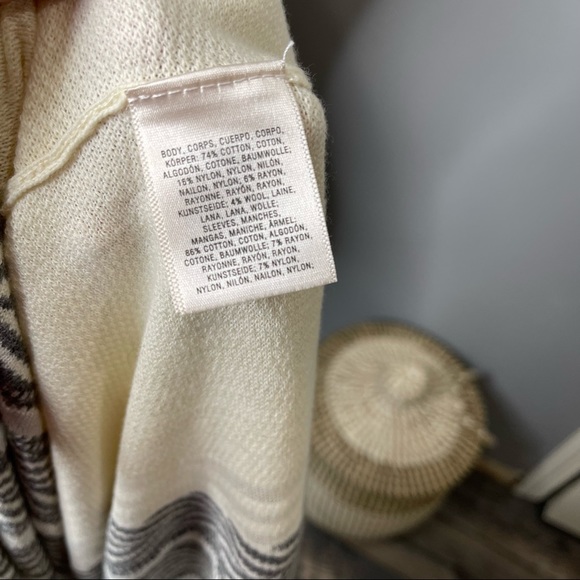 BODY, CORPS, CUERPO, CORPO,
KÖRPER: 74% COTTON, COTON,
ALGODÓN, COTONE, BAUMWOLLE;
16% NYLON, NYLON, NILÓN,
NAILON, NYLON; 6% RAYON,
RAYONNE, RAYÓN, RAYON,
KUNSTSEIDE; 4% WOOL, LAINE,
LANA, LANA, WOLLE;
SLEEVES, MANCHES,
MANGAS, MANICHE, ÄRMEL;
86% COTTON, COTON, ALGODÓN,
COTONE, BAUMWOLLE; 7% RAYON,
RAYONNE, RAYÓN, RAYON,
KUNSTSEIDE; 7% NYLON,
NYLON, NILÓN, NAILON, NYLON;